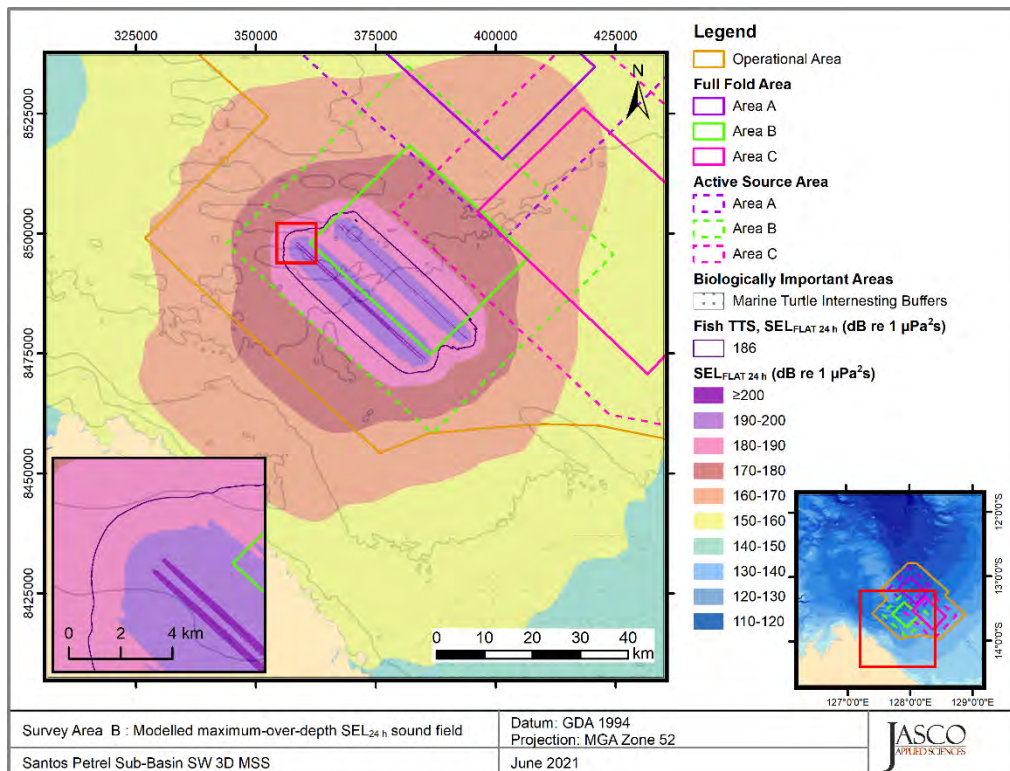 325000 350000 375000 400000 425000
8525000
8500000
8475000
8450000
8425000
N
0 2 4 km
0 10 20 30 40
km
Legend
Operational Area
Full Fold Area
Area A
Area B
Area C
Active Source Area
Area A
Area B
Area C
Biologically Important Areas
Marine Turtle Internesting Buffers
Fish TTS, SELFLAT 24 h (dB re 1 µPa²s)
186
SELFLAT 24 h (dB re 1 µPa²s)
≥200
190-200
180-190
170-180
160-170
150-160
140-150
130-140
120-130
110-120
12°0'0"S
13°0'0"S
14°0'0"S
127°0'0"E 128°0'0"E 129°0'0"E
Survey Area B : Modelled maximum-over-depth SEL24 h sound field
Santos Petrel Sub-Basin SW 3D MSS
Datum: GDA 1994
Projection: MGA Zone 52
June 2021
JASCO
APPLIED SCIENCES